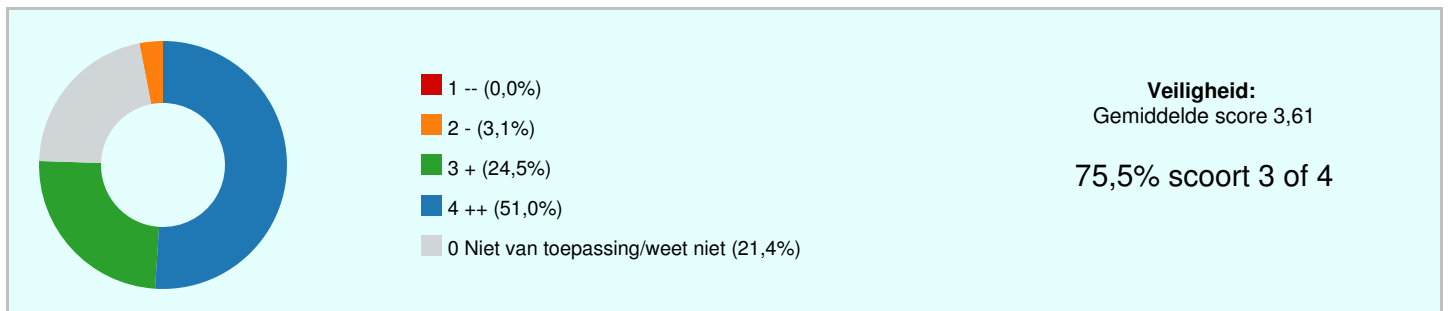 1 -- (0,0%)
2 - (3,1%)
3 + (24,5%)
4 ++ (51,0%)
0 Niet van toepassing/weet niet (21,4%)
Veiligheid:
Gemiddelde score 3,61
75,5% scoort 3 of 4